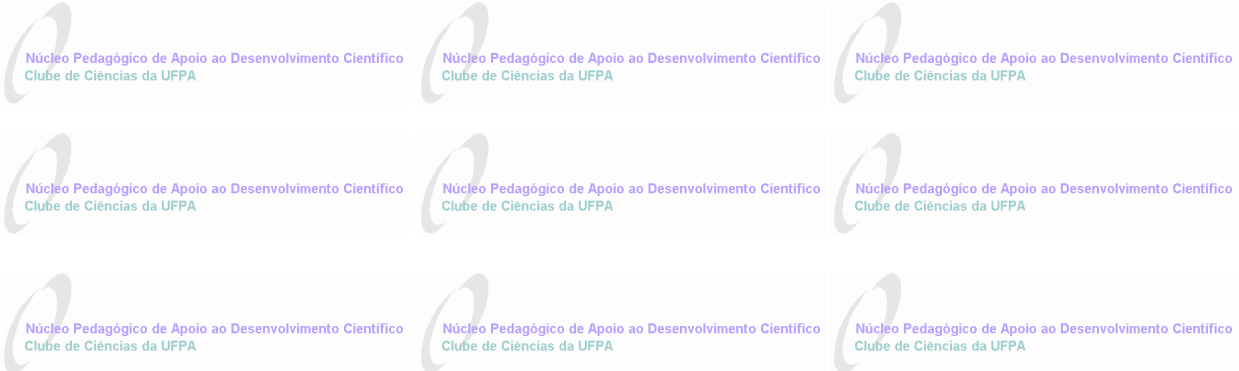 Núcleo Pedagógico de Apoio ao Desenvolvimento Científico
Clube de Ciências da UFPA
Núcleo Pedagógico de Apoio ao Desenvolvimento Científico
Clube de Ciências da UFPA
Núcleo Pedagógico de Apoio ao Desenvolvimento Científico
Clube de Ciências da UFPA
Núcleo Pedagógico de Apoio ao Desenvolvimento Científico
Clube de Ciências da UFPA
Núcleo Pedagógico de Apoio ao Desenvolvimento Científico
Clube de Ciências da UFPA
Núcleo Pedagógico de Apoio ao Desenvolvimento Científico
Clube de Ciências da UFPA
Núcleo Pedagógico de Apoio ao Desenvolvimento Científico
Clube de Ciências da UFPA
Núcleo Pedagógico de Apoio ao Desenvolvimento Científico
Clube de Ciências da UFPA
Núcleo Pedagógico de Apoio ao Desenvolvimento Científico
Clube de Ciências da UFPA